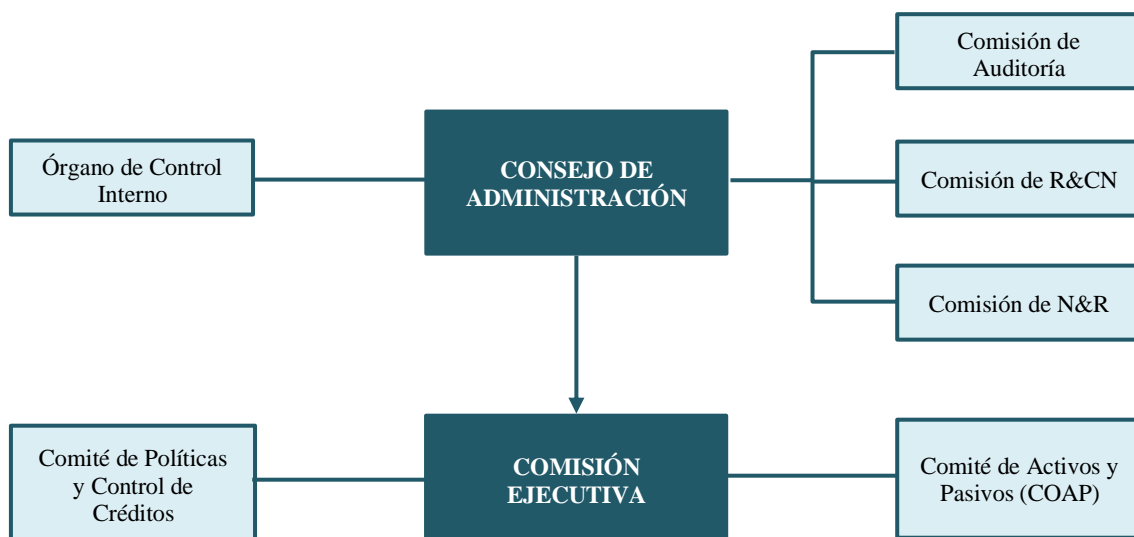 Comisión de
Auditoría
Órgano de Control
Interno
CONSEJO DE
ADMINISTRACIÓN
Comisión de R&CN
Comisión de N&R
Comité de Políticas
y Control de
Créditos
COMISIÓN
EJECUTIVA
Comité de Activos y
Pasivos (COAP)